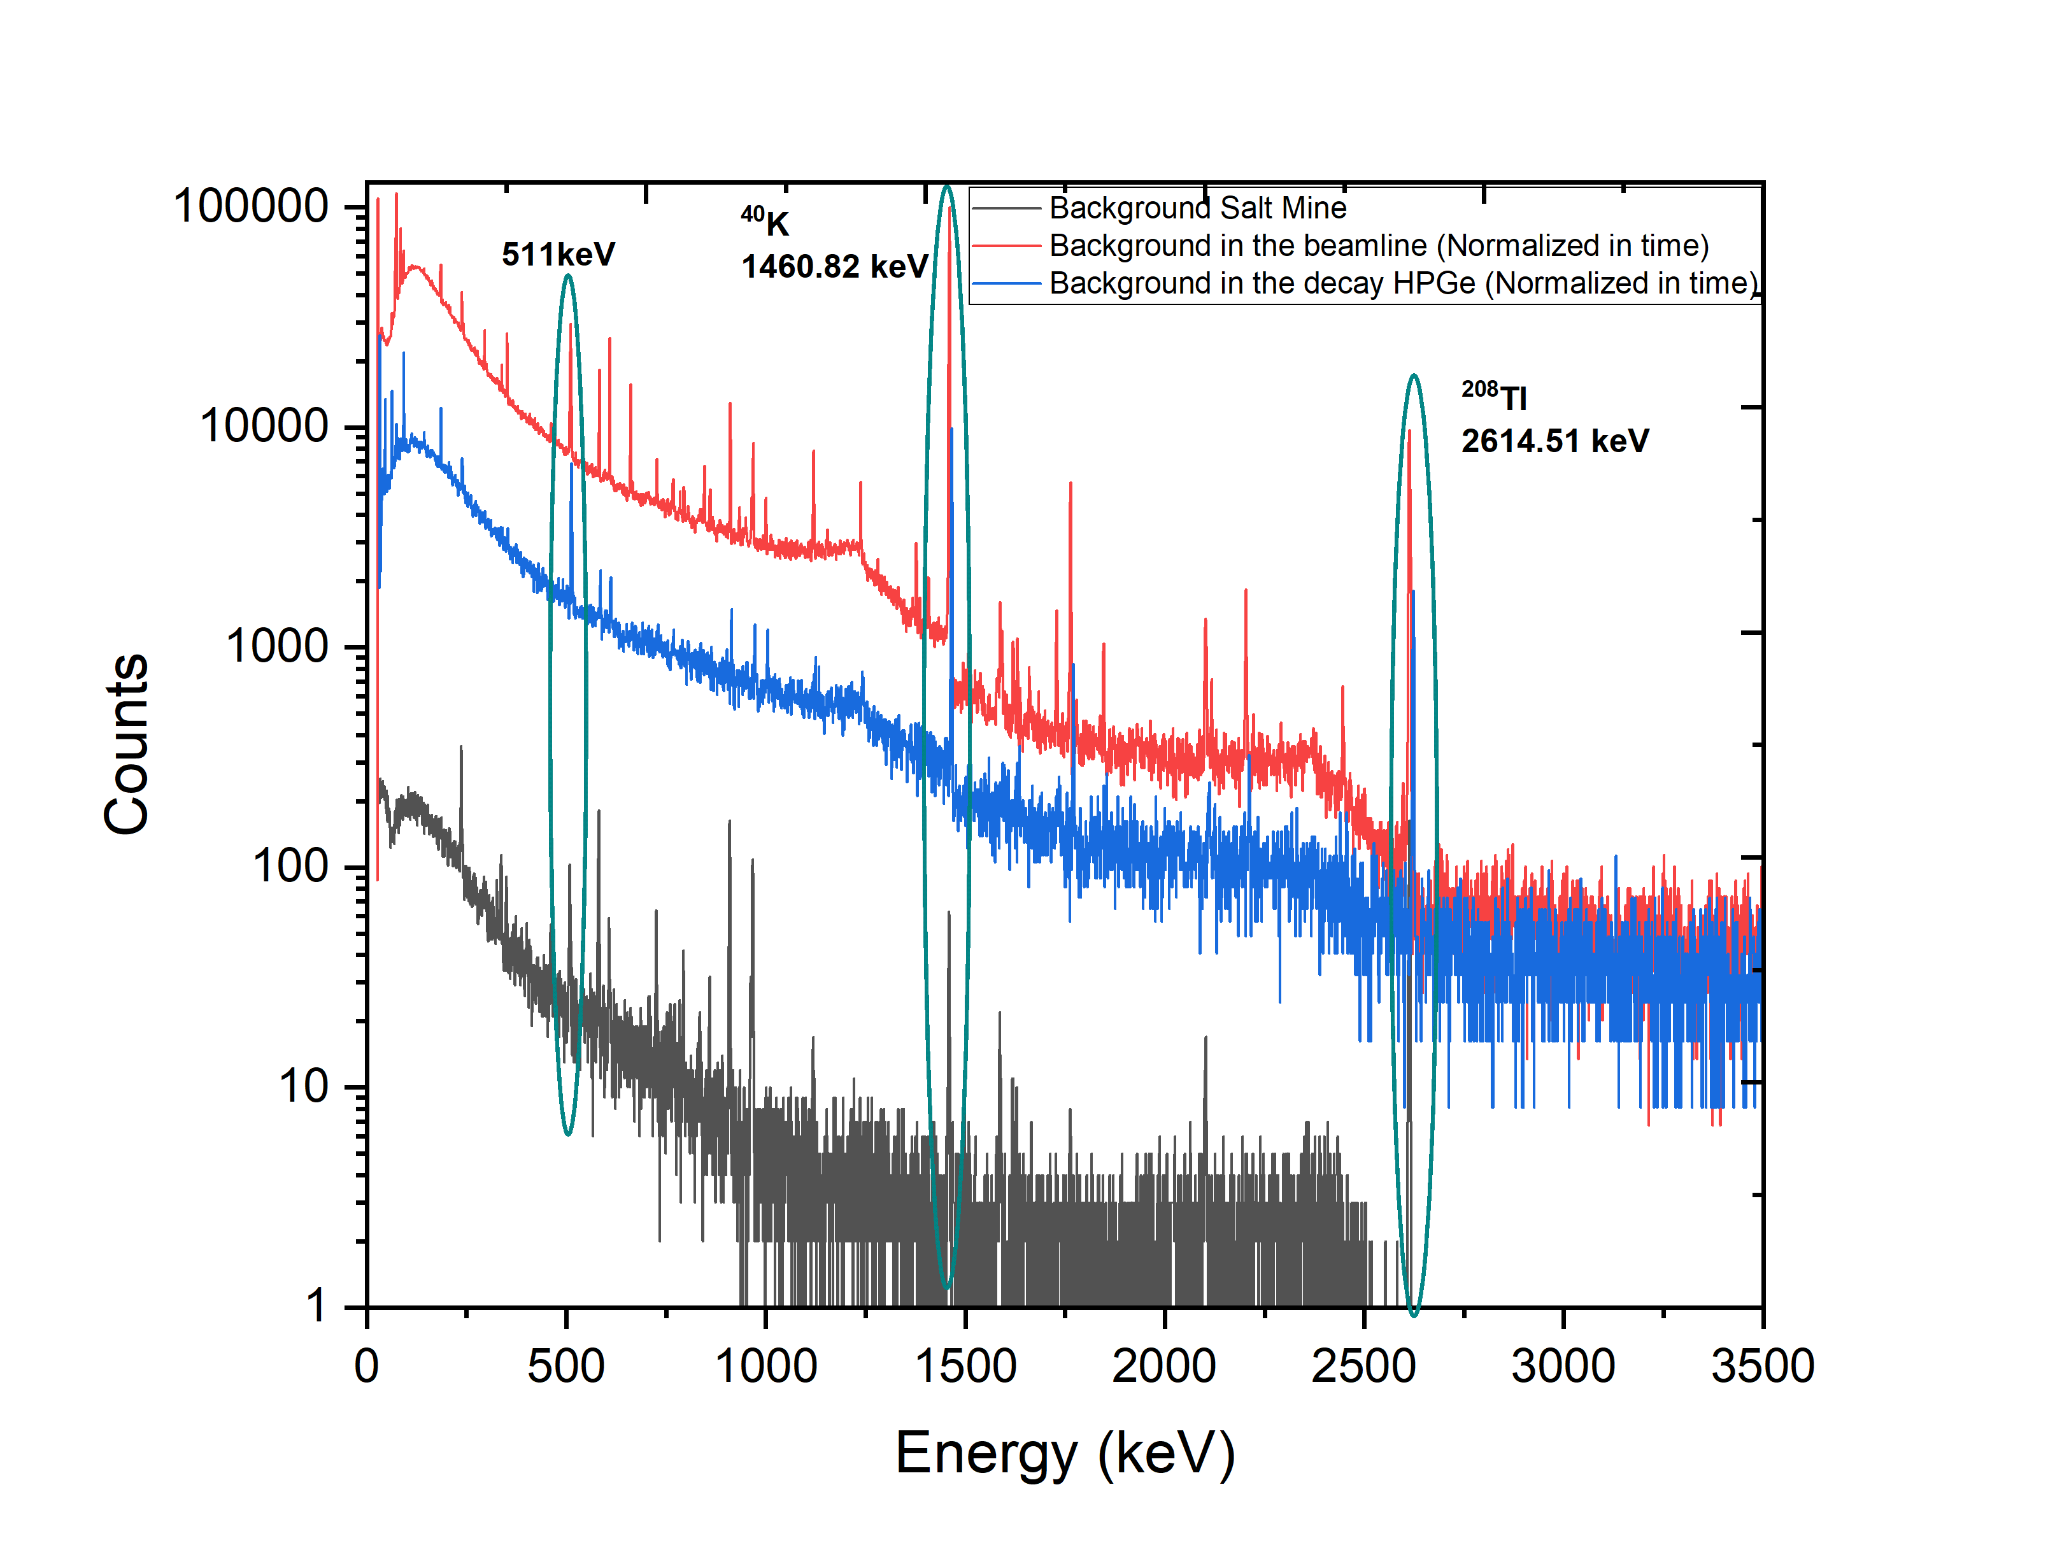 100000
10000
1000
100
10
1
Counts
511keV
⁴⁰K
1460.82 keV
Background Salt Mine
Background in the beamline (Normalized in time)
Background in the decay HPGe (Normalized in time)
²⁰⁸Tl
2614.51 keV
0 500 1000 1500 2000 2500 3000 3500
Energy (keV)